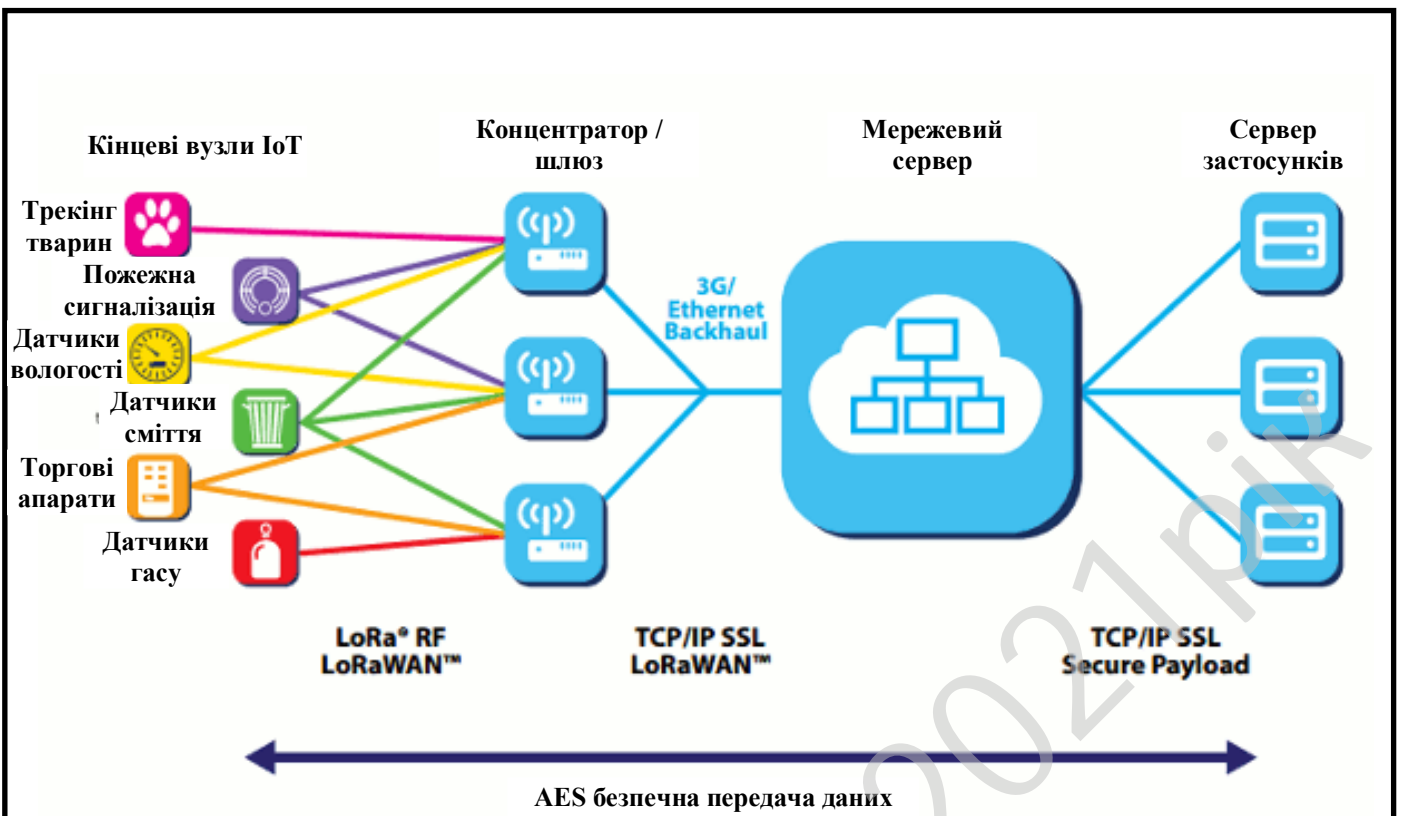 Кінцеві вузли IoT
Концентратор /
шлюз
Мережевий
сервер
Сервер
застосунків
Трекінг
тварин
Пожежна
сигналізація
Датчики
вологості
Датчики
сміття
Торгові
апарати
Датчики
гасу
3G/
Ethernet
Backhaul
LoRa® RF
LoRaWAN™
TCP/IP SSL
LoRaWAN™
TCP/IP SSL
Secure Payload
AES безпечна передача даних
2021рік